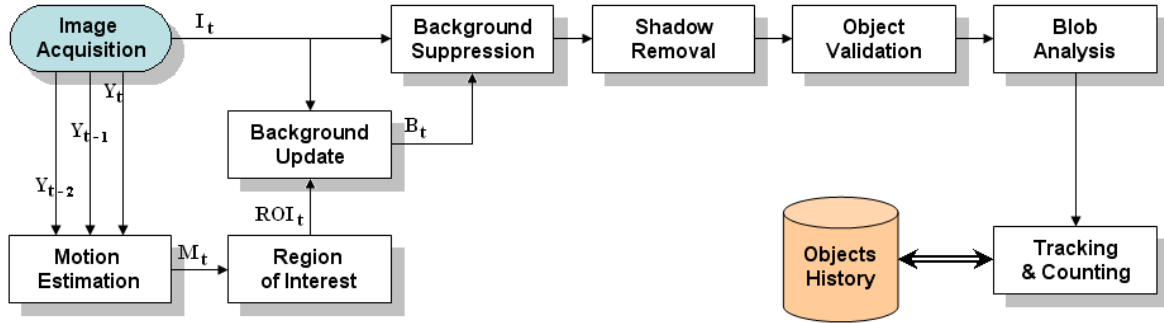 Image
Acquisition
I_t
Background
Suppression
Shadow
Removal
Object
Validation
Blob
Analysis
Y_t
Y_t-1
Y_t-2
Background
Update
B_t
ROI_t
Motion
Estimation
M_t
Region
of Interest
Objects
History
Tracking
& Counting